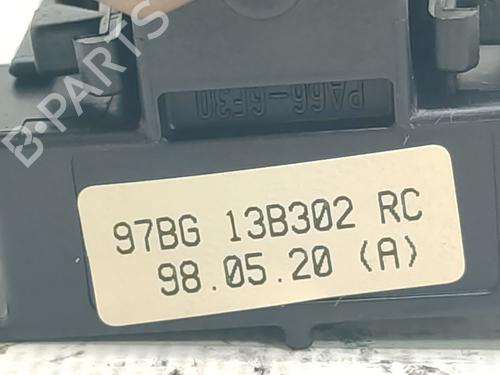 B-PARTS
PA66-GF30
97BG 13B302 RC
98.05.20 (A)